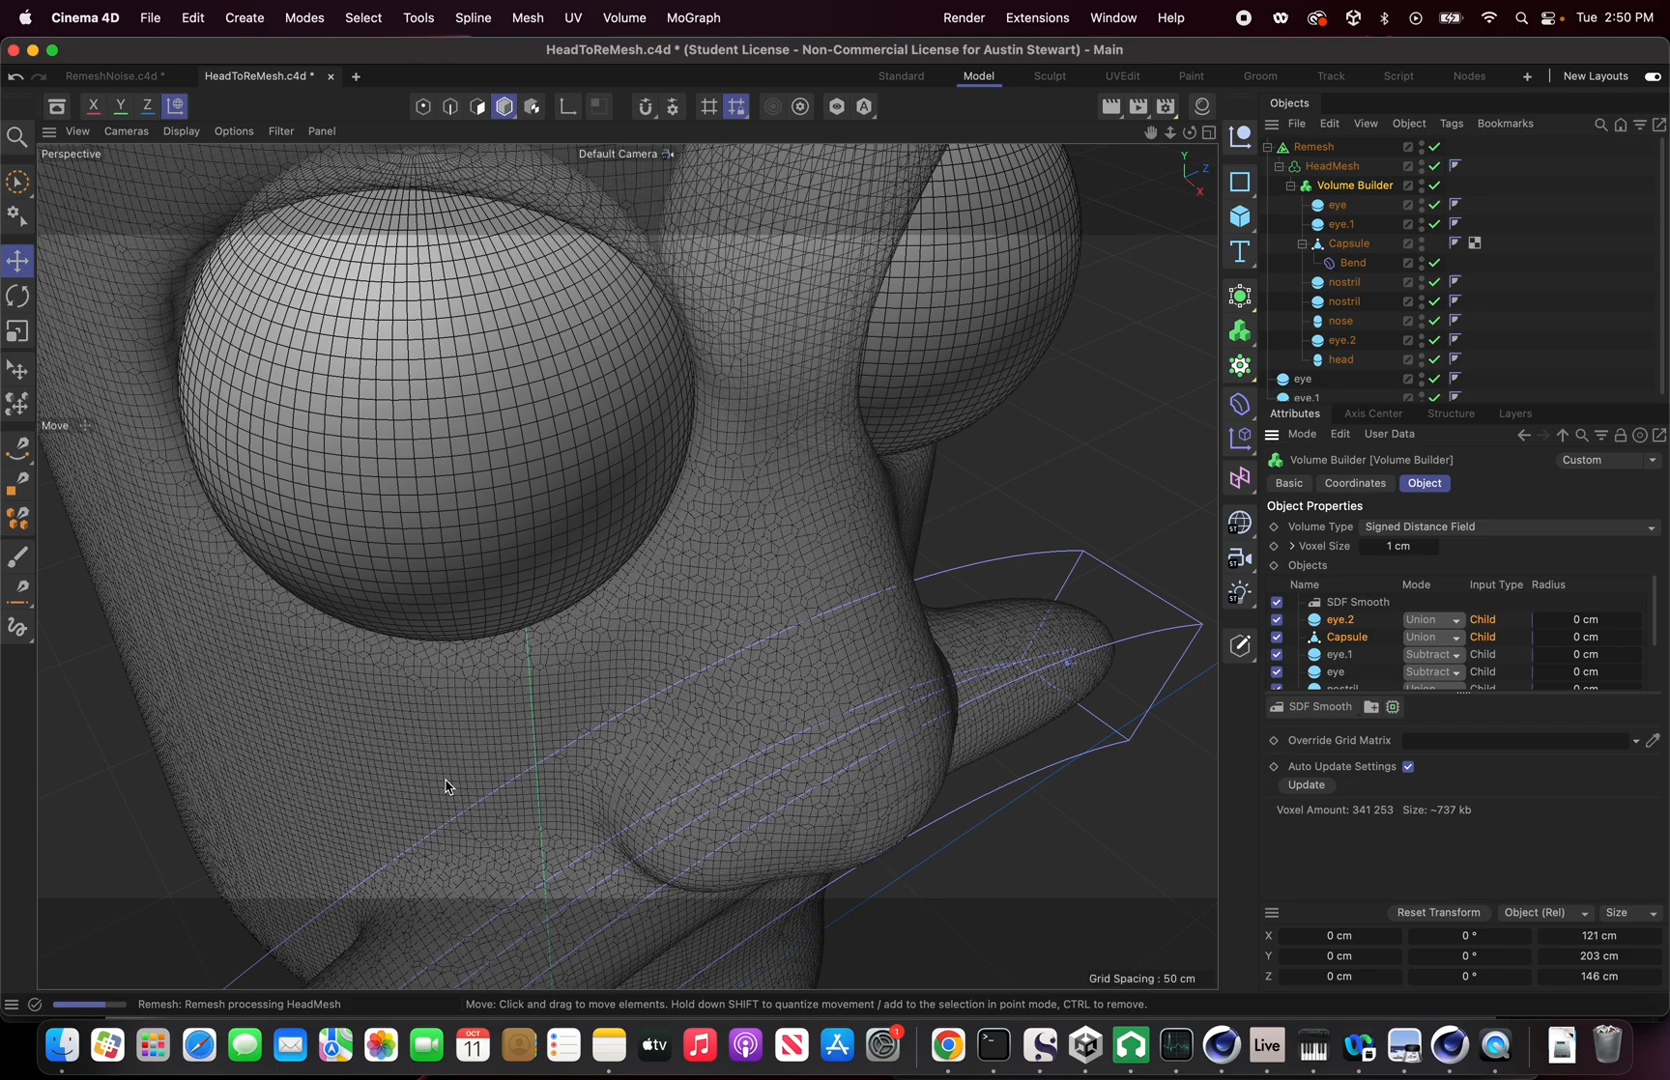 Cinema 4D File Edit Create Modes Select Tools Spline Mesh UV Volume MoGraph Render Extensions Window Help Tue 2:50 PM
HeadToReMesh.c4d * (Student License - Non-Commercial License for Austin Stewart) - Main
RemeshNoise.c4d * HeadToReMesh.c4d * × + Standard Model Sculpt UVEdit Paint Groom Track Script Nodes + New Layouts
X Y Z
Objects
View Cameras Display Options Filter Panel
File Edit View Object Tags Bookmarks
Perspective
Default Camera
Y
Z
X
Remesh
HeadMesh
Volume Builder
eye
eye.1
Capsule
Bend
nostril
nostril
nose
eye.2
head
eye
eye.1
Move
Attributes Axis Center Structure Layers
Mode Edit User Data
Volume Builder [Volume Builder] Custom
Basic Coordinates Object
Object Properties
Volume Type Signed Distance Field
Voxel Size 1 cm
Objects
Name Mode Input Type Radius
SDF Smooth
eye.2 Union Child 0 cm
Capsule Union Child 0 cm
eye.1 Subtract Child 0 cm
eye Subtract Child 0 cm
nostril Union Child 0 cm
SDF Smooth
Override Grid Matrix
Auto Update Settings
Update
Voxel Amount: 341 253 Size: ~737 kb
Reset Transform Object (Rel) Size
X 0 cm 0 ° 121 cm
Y 0 cm 0 ° 203 cm
Z 0 cm 0 ° 146 cm
Grid Spacing : 50 cm
Remesh: Remesh processing HeadMesh
Move: Click and drag to move elements. Hold down SHIFT to quantize movement / add to the selection in point mode, CTRL to remove.
OCT
11
tv
1
Live